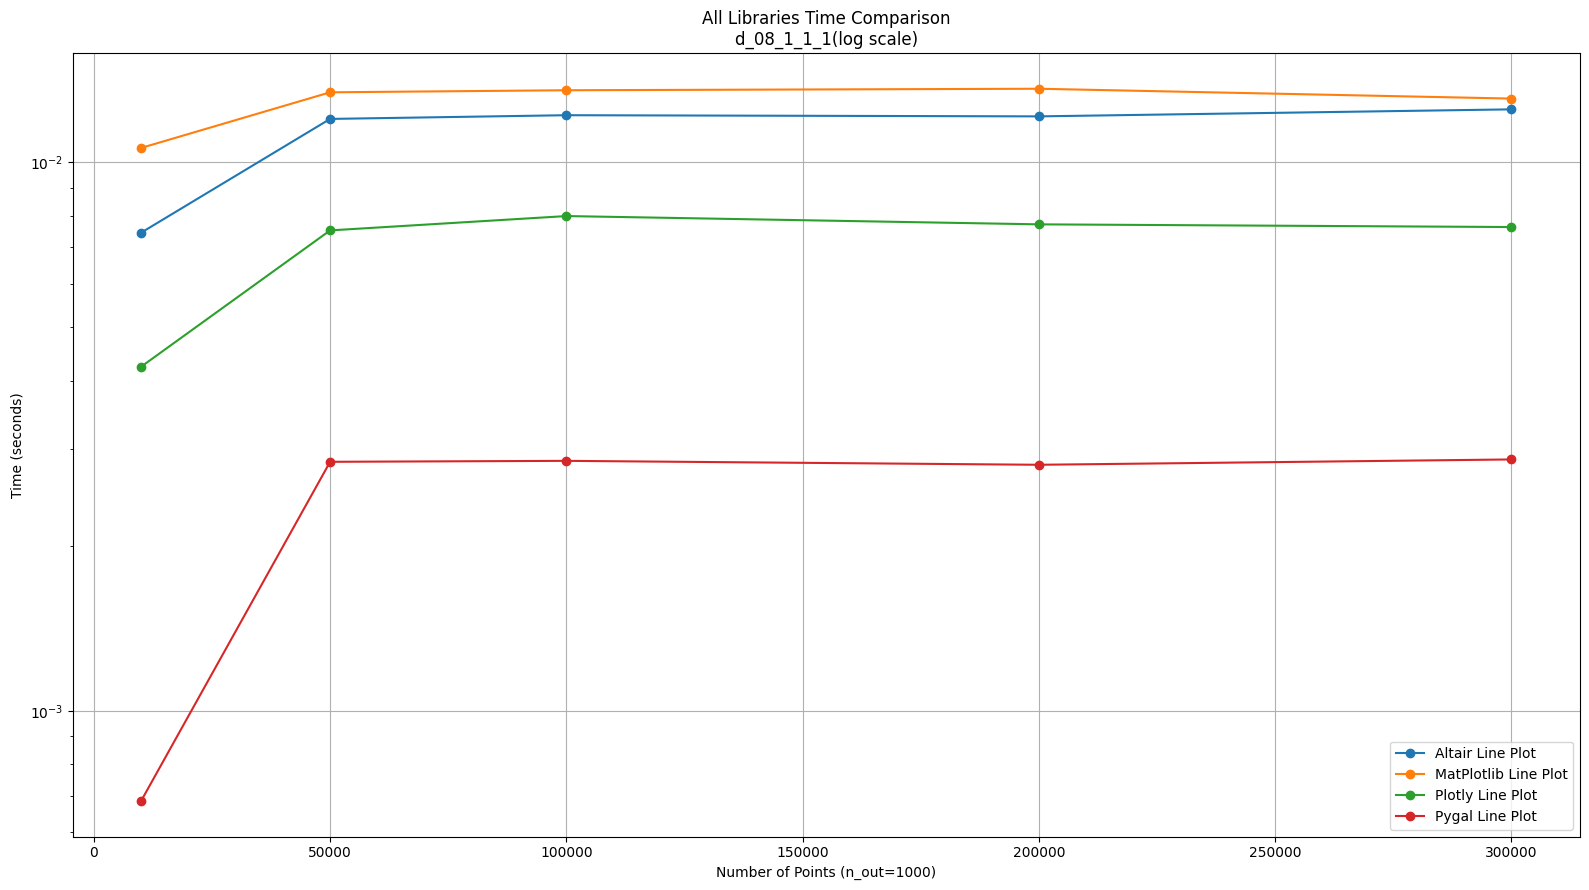 All Libraries Time Comparison
d_08_1_1_1(log scale)
Time (seconds)
10⁻²
10⁻³
0 50000 100000 150000 200000 250000 300000
Number of Points (n_out=1000)
Altair Line Plot
MatPlotlib Line Plot
Plotly Line Plot
Pygal Line Plot